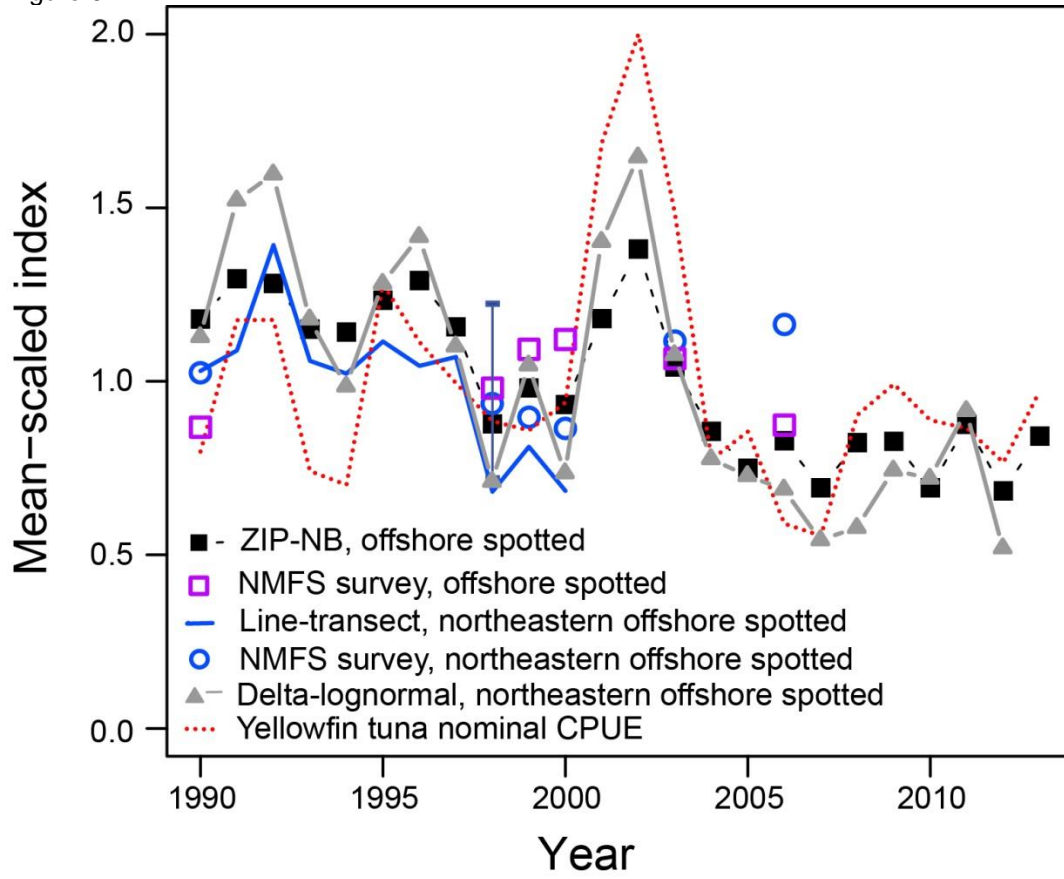 2.0
1.5
1.0
0.5
0.0
Mean−scaled index
ZIP-NB, offshore spotted
NMFS survey, offshore spotted
Line-transect, northeastern offshore spotted
NMFS survey, northeastern offshore spotted
Delta-lognormal, northeastern offshore spotted
Yellowfin tuna nominal CPUE
1990 1995 2000 2005 2010
Year